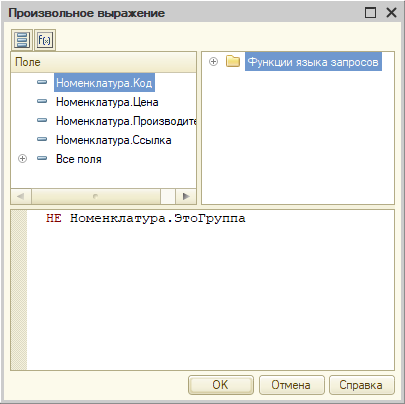 Произвольное выражение
f(x)
Поле
Номенклатура.Код
Номенклатура.Цена
Номенклатура.Производите
Номенклатура.Ссылка
Все поля
Функции языка запросов
НЕ Номенклатура.ЭтоГруппа
OK
Отмена
Справка